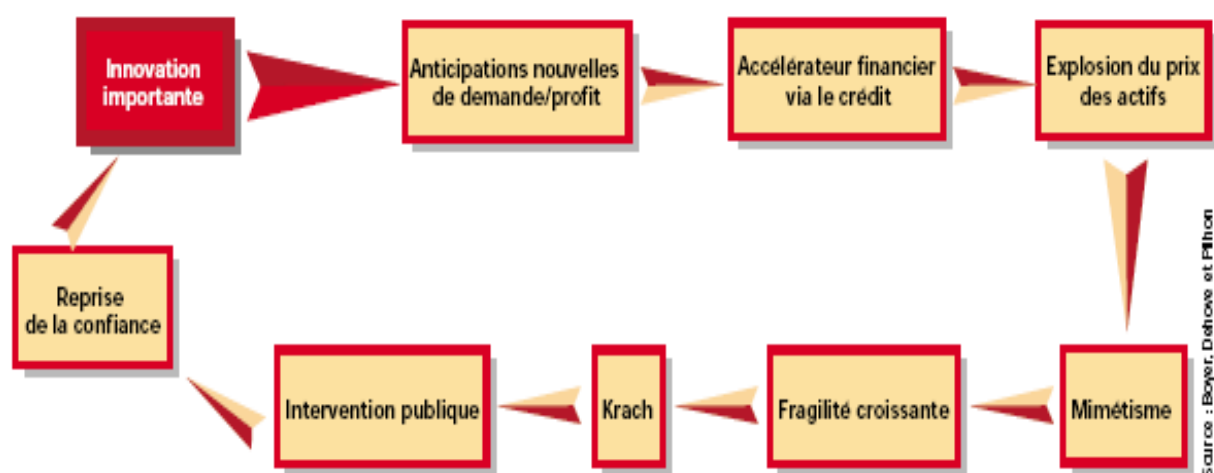 Innovation
importante
Anticipations nouvelles
de demande/profit
Accélérateur financier
via le crédit
Explosion du prix
des actifs
Mimétisme
Fragilité croissante
Krach
Intervention publique
Reprise
de la confiance
Source : Boyer, Dehove et Plihon